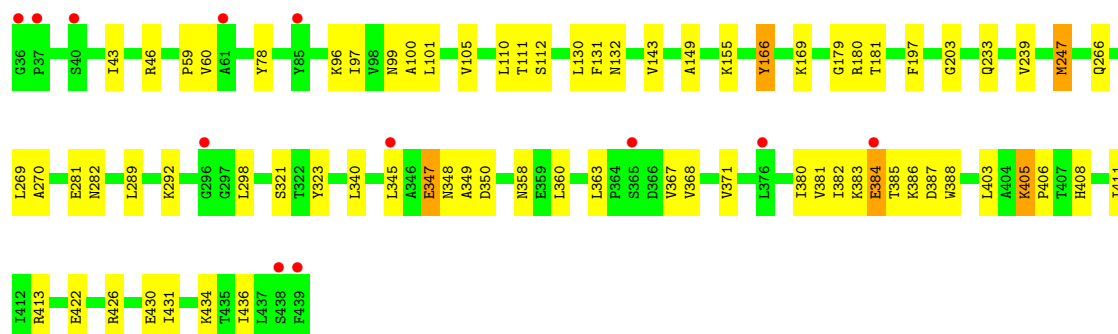 G36 P37 S40 I43 R46 P59 V60 A61 Y78 Y85 K96 I97 V98 N99 A100 L101 V105 L110 T111 S112 L130 F131 N132 V143 A149 K155 Y166 K169 G179 R180 T181 F197 G203 Q233 V239 M247 Q266
L269 A270 E281 N282 L289 K292 G296 G297 L298 S321 T322 Y323 L340 L345 A346 E347 N348 A349 D350 N358 E359 L360 L363 P364 S365 D366 V367 V368 V371 L376 I380 V381 I382 K383 E384 T385 K386 D387 W388 L403 A404 K405 P406 T407 H408
I412 R413 E422 R426 E430 I431 K434 T435 I436 L437 S438 F439